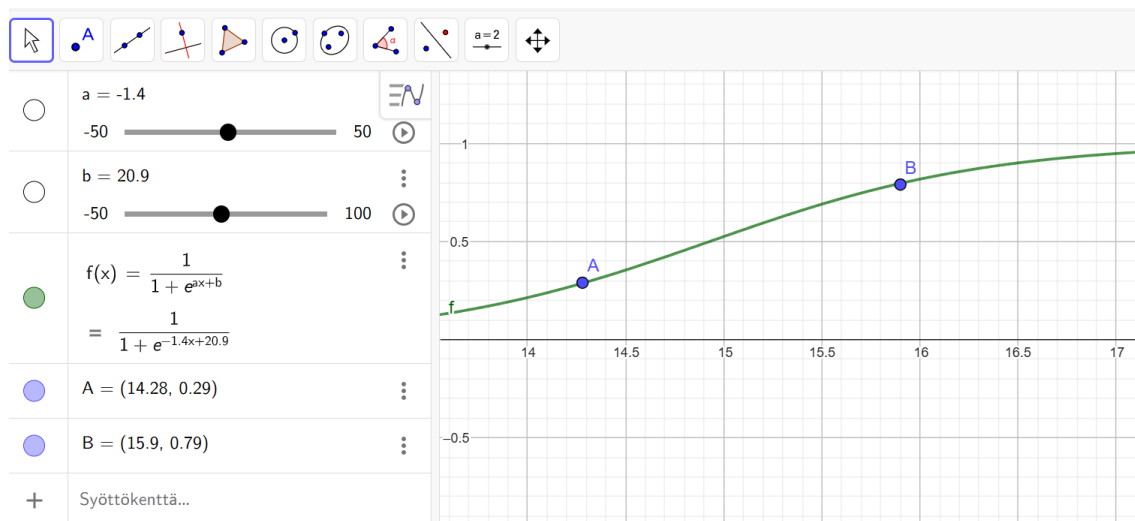 A
α
a=2
a = -1.4
-50
50
b = 20.9
-50
100
f(x) = 1 / (1 + e^(ax+b))
= 1 / (1 + e^(-1.4x+20.9))
A = (14.28, 0.29)
B = (15.9, 0.79)
+ Syöttökenttä...
1
B
0.5
A
f
14
14.5
15
15.5
16
16.5
17
-0.5